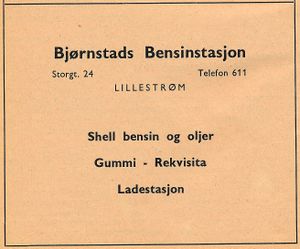 Bjørnstads Bensinstasjon
Storgt. 24 Telefon 611
LILLESTRØM
Shell bensin og oljer
Gummi - Rekvisita
Ladestasjon